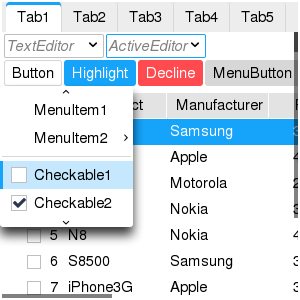 Tab1 Tab2 Tab3 Tab4 Tab5
TextEditor ActiveEditor
Button Highlight Decline MenuButton
ct Manufacturer
MenuItem1
MenuItem2
Checkable1
Checkable2
Samsung
Apple
Motorola
Nokia
5 N8 Nokia
6 S8500 Samsung
7 iPhone3G Apple